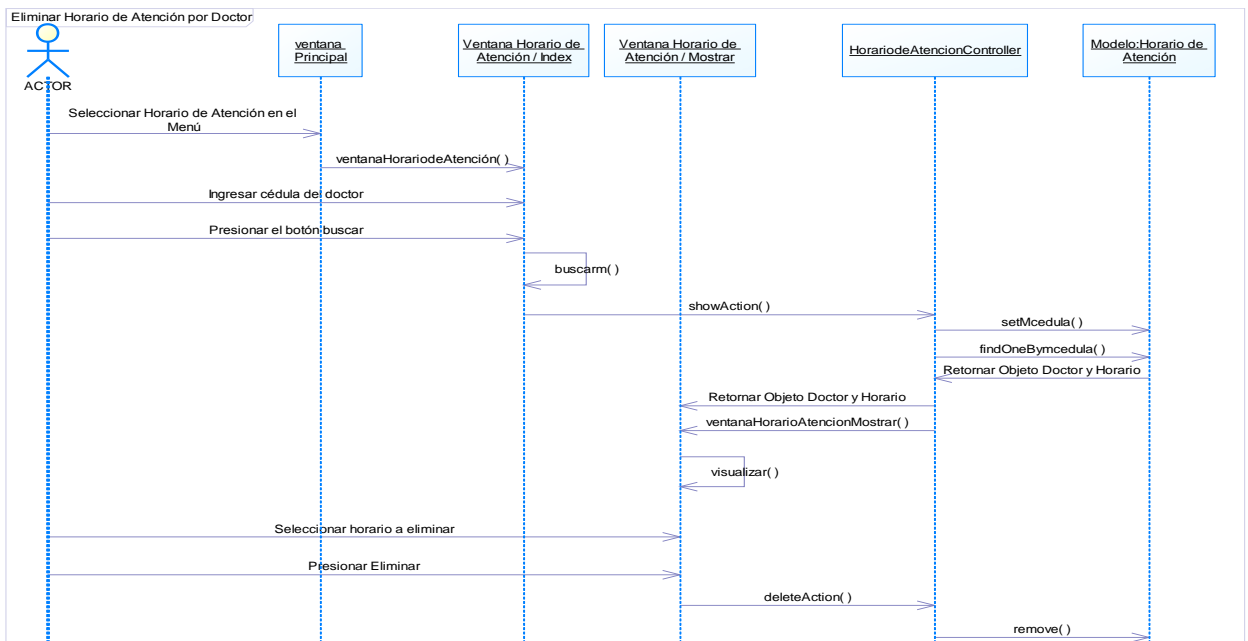 Eliminar Horario de Atención por Doctor
ACTOR
ventana
Principal
Ventana Horario de
Atención / Index
Ventana Horario de
Atención / Mostrar
HorariodeAtencionController
Modelo:Horario de
Atención
Seleccionar Horario de Atención en el
Menú
ventanaHorariodeAtención( )
Ingresar cédula del doctor
Presionar el botón buscar
buscarm( )
showAction( )
setMcedula( )
findOneBymcedula( )
Retornar Objeto Doctor y Horario
Retornar Objeto Doctor y Horario
ventanaHorarioAtencionMostrar( )
visualizar( )
Seleccionar horario a eliminar
Presionar Eliminar
deleteAction( )
remove( )